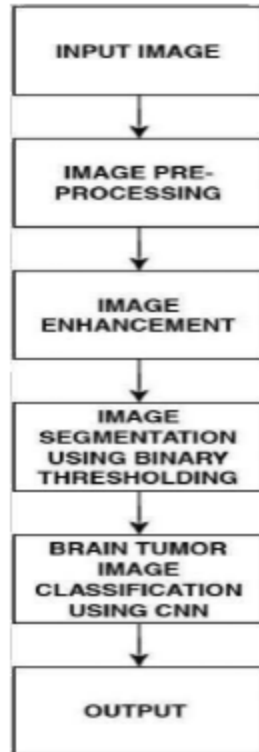 INPUT IMAGE
IMAGE PRE-
PROCESSING
IMAGE
ENHANCEMENT
IMAGE
SEGMENTATION
USING BINARY
THRESHOLDING
BRAIN TUMOR
IMAGE
CLASSIFICATION
USING CNN
OUTPUT